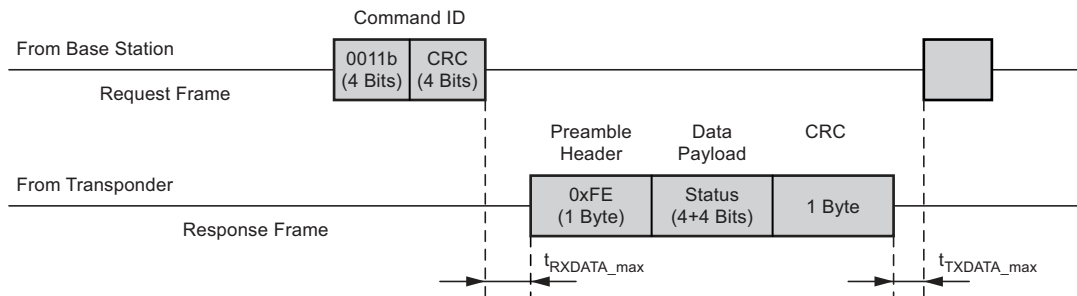 Command ID
From Base Station
0011b
(4 Bits)
CRC
(4 Bits)
Request Frame
Preamble
Header
Data
Payload
CRC
From Transponder
0xFE
(1 Byte)
Status
(4+4 Bits)
1 Byte
Response Frame
tRXDATA_max
tTXDATA_max